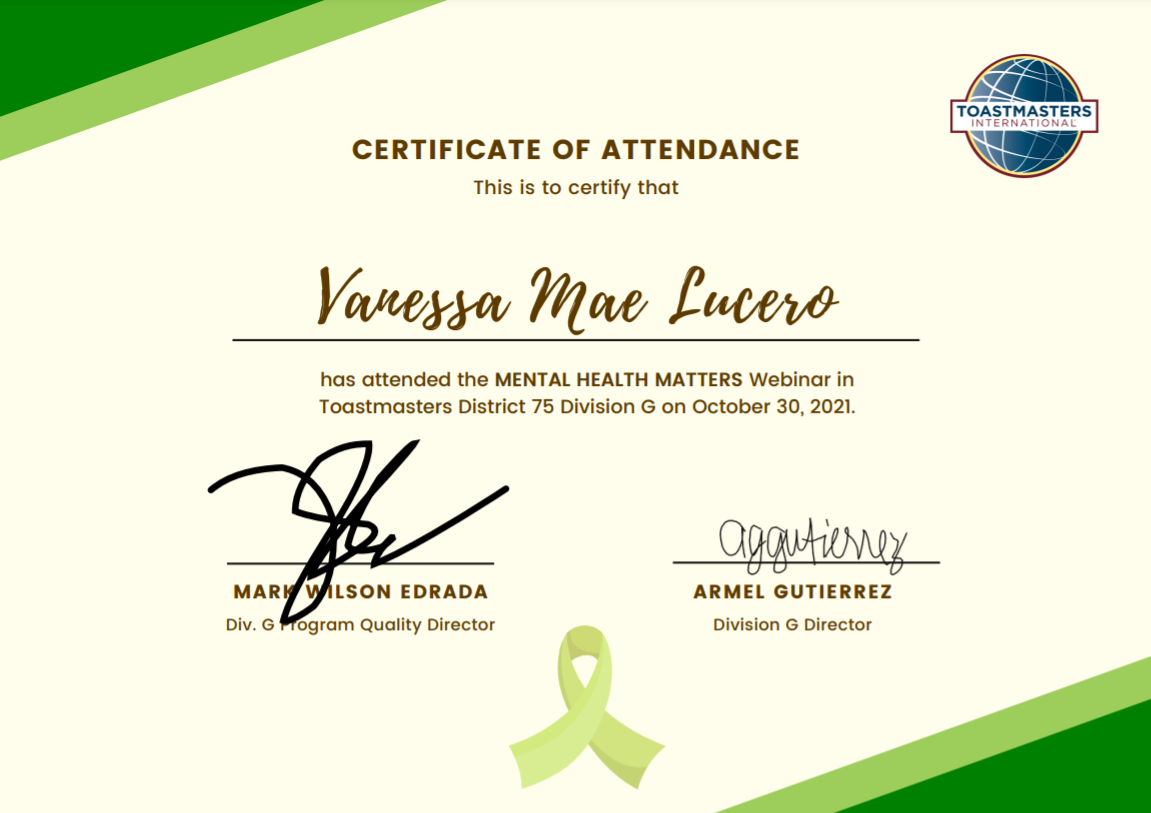 TOASTMASTERS
INTERNATIONAL
CERTIFICATE OF ATTENDANCE
This is to certify that
Vanessa Mae Lucero
has attended the MENTAL HEALTH MATTERS Webinar in
Toastmasters District 75 Division G on October 30, 2021.
aggutierrez
MARK WILSON EDRADA
ARMEL GUTIERREZ
Div. G Program Quality Director
Division G Director